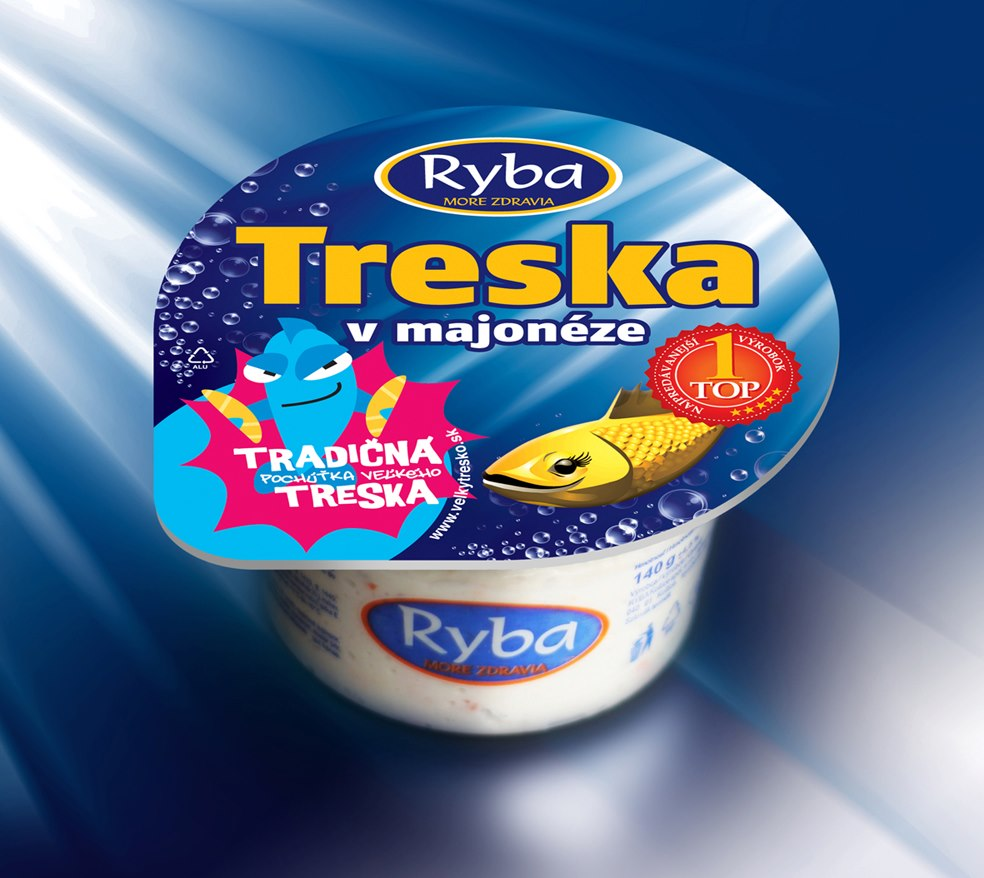 Ryba
MORE ZDRAVIA
Treska
v majonéze
ALU
NAJPREDÁVANEJŠÍ VÝROBOK
1
TOP
TRADIČNÁ
POCHÚŤKA VEĽKÉHO
TRESKA
www.velkytresko.sk
Ryba
MORE ZDRAVIA
140 g